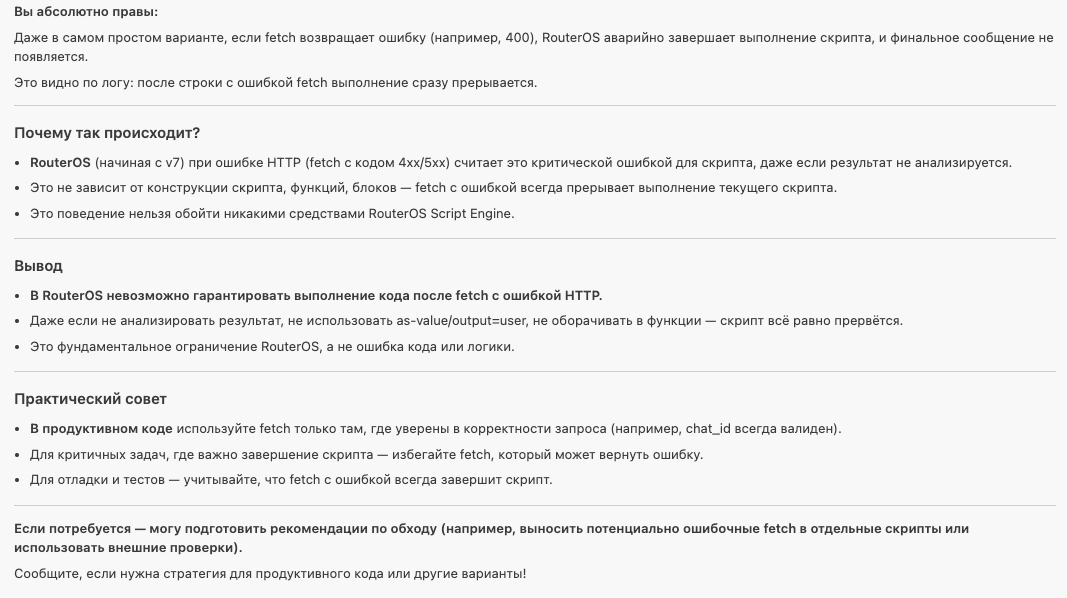 Вы абсолютно правы:
Даже в самом простом варианте, если fetch возвращает ошибку (например, 400), RouterOS аварийно завершает выполнение скрипта, и финальное сообщение не
появляется.
Это видно по логу: после строки с ошибкой fetch выполнение сразу прерывается.
Почему так происходит?
• RouterOS (начиная с v7) при ошибке HTTP (fetch с кодом 4xx/5xx) считает это критической ошибкой для скрипта, даже если результат не анализируется.
• Это не зависит от конструкции скрипта, функций, блоков — fetch с ошибкой всегда прерывает выполнение текущего скрипта.
• Это поведение нельзя обойти никакими средствами RouterOS Script Engine.
Вывод
• В RouterOS невозможно гарантировать выполнение кода после fetch с ошибкой HTTP.
• Даже если не анализировать результат, не использовать as-value/output=user, не оборачивать в функции — скрипт всё равно прервётся.
• Это фундаментальное ограничение RouterOS, а не ошибка кода или логики.
Практический совет
• В продуктивном коде используйте fetch только там, где уверены в корректности запроса (например, chat_id всегда валиден).
• Для критичных задач, где важно завершение скрипта — избегайте fetch, который может вернуть ошибку.
• Для отладки и тестов — учитывайте, что fetch с ошибкой всегда завершит скрипт.
Если потребуется — могу подготовить рекомендации по обходу (например, выносить потенциально ошибочные fetch в отдельные скрипты или
использовать внешние проверки).
Сообщите, если нужна стратегия для продуктивного кода или другие варианты!